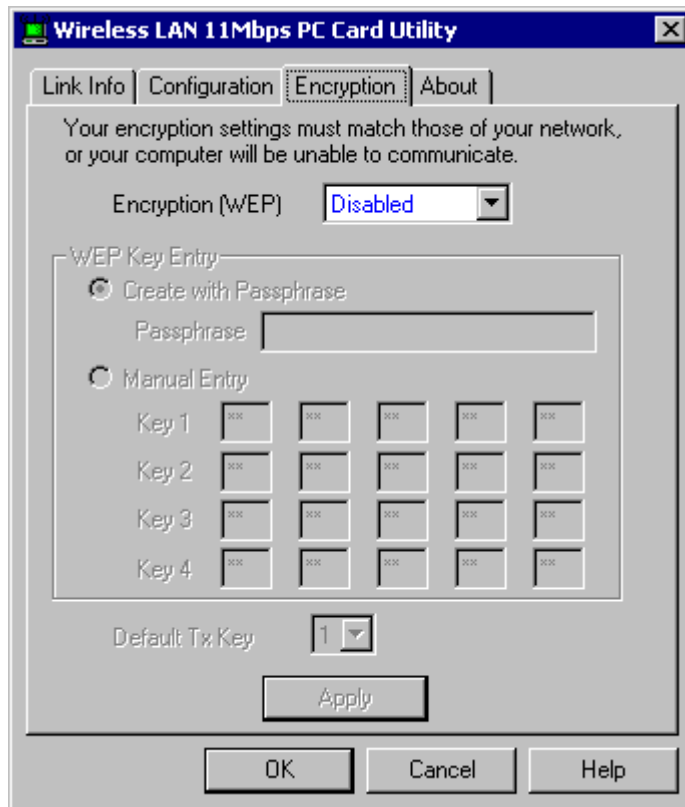 Wireless LAN 11Mbps PC Card Utility
Link Info Configuration Encryption About
Your encryption settings must match those of your network,
or your computer will be unable to communicate.
Encryption (WEP) Disabled
WEP Key Entry
Create with Passphrase
Passphrase
Manual Entry
Key 1 ** ** ** ** **
Key 2 ** ** ** ** **
Key 3 ** ** ** ** **
Key 4 ** ** ** ** **
Default Tx Key 1
Apply
OK Cancel Help